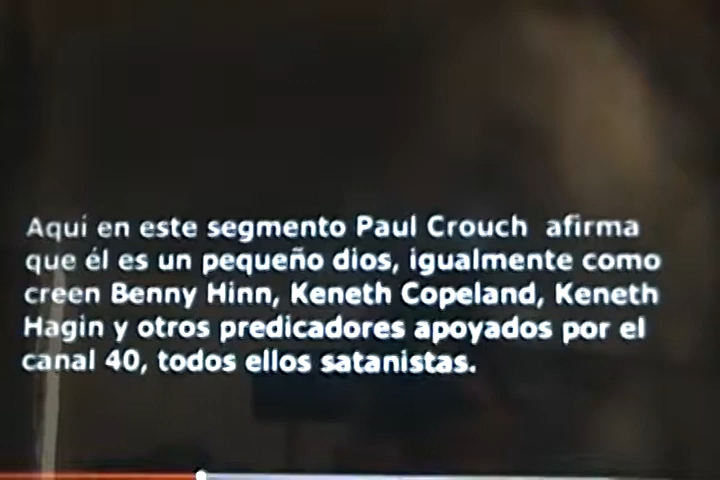 Aquí en este segmento Paul Crouch afirma
que él es un pequeño dios, igualmente como
creen Benny Hinn, Keneth Copeland, Keneth
Hagin y otros predicadores apoyados por el
canal 40, todos ellos satanistas.